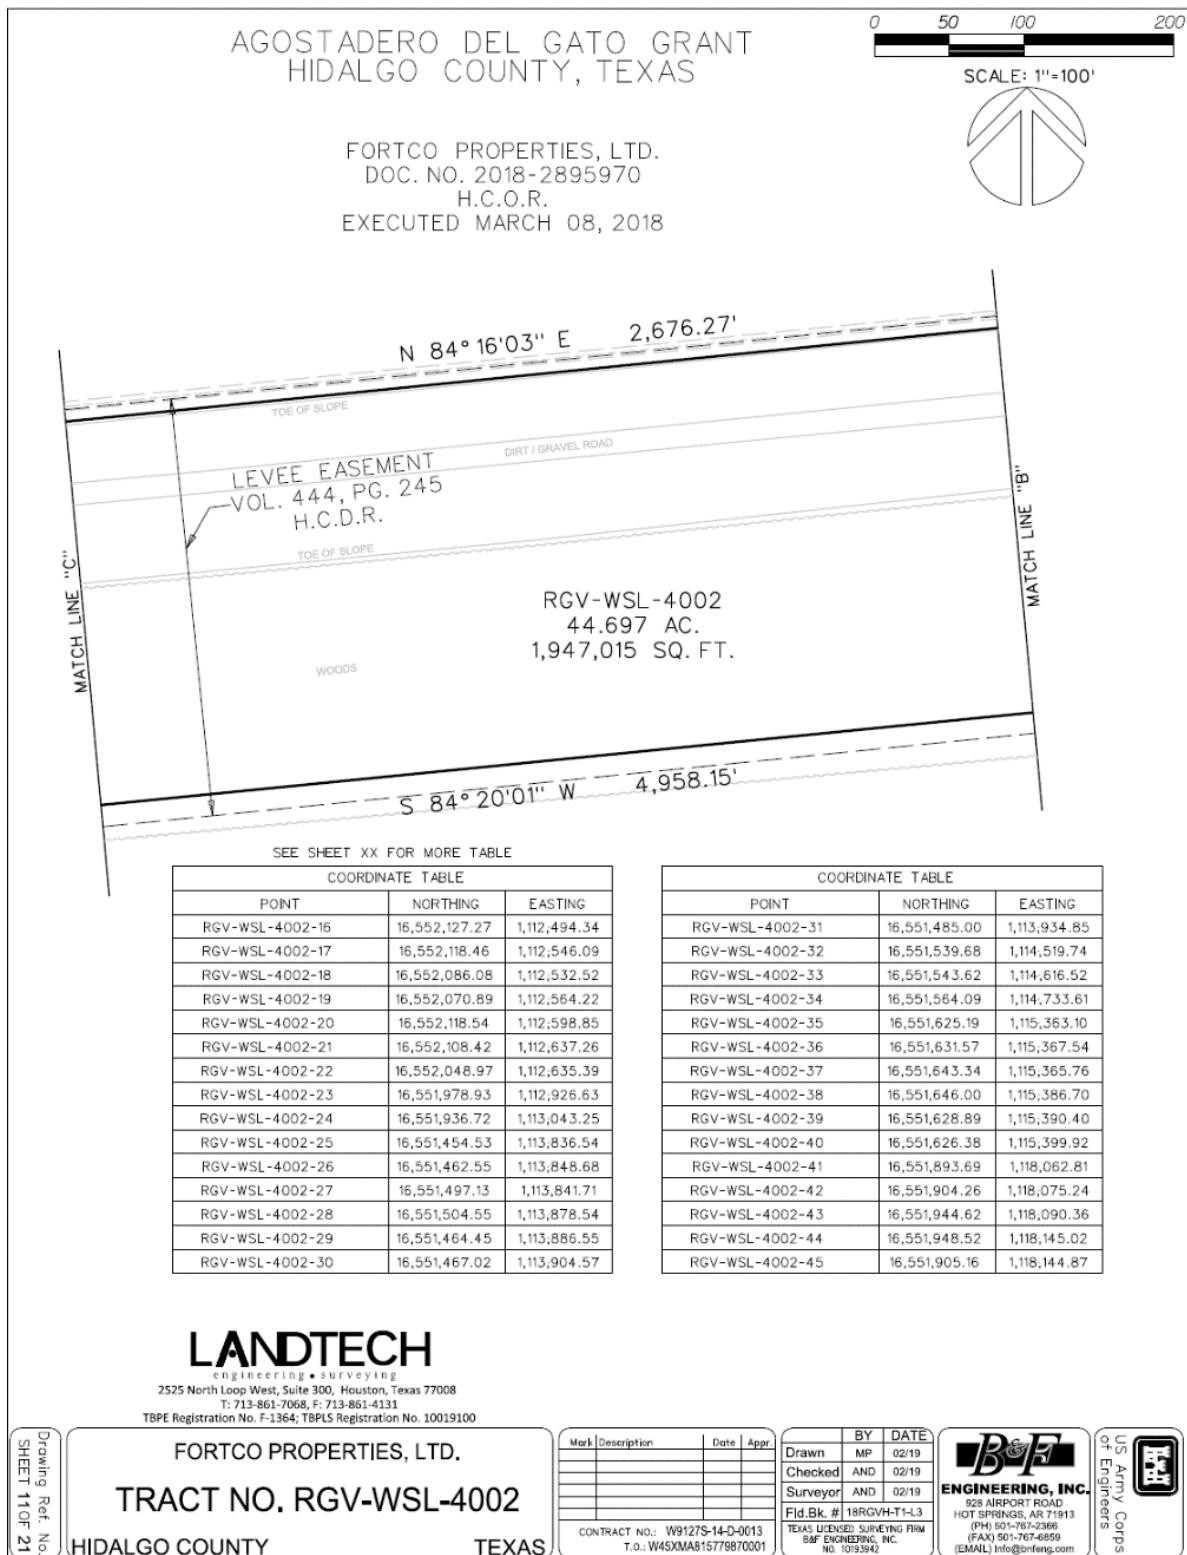 AGOSTADERO DEL GATO GRANT
HIDALGO COUNTY, TEXAS
0 50 100 200
SCALE: 1"=100'
FORTCO PROPERTIES, LTD.
DOC. NO. 2018-2895970
H.C.O.R.
EXECUTED MARCH 08, 2018
N 84°16'03" E 2,676.27'
TOE OF SLOPE
DIRT / GRAVEL ROAD
LEVEE EASEMENT
VOL. 444, PG. 245
H.C.D.R.
TOE OF SLOPE
MATCH LINE "C"
MATCH LINE "B"
RGV-WSL-4002
44.697 AC.
1,947,015 SQ. FT.
WOODS
S 84°20'01" W 4,958.15'
SEE SHEET XX FOR MORE TABLE
COORDINATE TABLE
POINT NORTHING EASTING
RGV-WSL-4002-16 16,552,127.27 1,112,494.34
RGV-WSL-4002-17 16,552,118.46 1,112,546.09
RGV-WSL-4002-18 16,552,086.08 1,112,532.52
RGV-WSL-4002-19 16,552,070.89 1,112,564.22
RGV-WSL-4002-20 16,552,118.54 1,112,598.85
RGV-WSL-4002-21 16,552,108.42 1,112,637.26
RGV-WSL-4002-22 16,552,048.97 1,112,635.39
RGV-WSL-4002-23 16,551,978.93 1,112,926.63
RGV-WSL-4002-24 16,551,936.72 1,113,043.25
RGV-WSL-4002-25 16,551,454.53 1,113,836.54
RGV-WSL-4002-26 16,551,462.55 1,113,848.68
RGV-WSL-4002-27 16,551,497.13 1,113,841.71
RGV-WSL-4002-28 16,551,504.55 1,113,878.54
RGV-WSL-4002-29 16,551,464.45 1,113,886.55
RGV-WSL-4002-30 16,551,467.02 1,113,904.57
COORDINATE TABLE
POINT NORTHING EASTING
RGV-WSL-4002-31 16,551,485.00 1,113,934.85
RGV-WSL-4002-32 16,551,539.68 1,114,519.74
RGV-WSL-4002-33 16,551,543.62 1,114,616.52
RGV-WSL-4002-34 16,551,564.09 1,114,733.61
RGV-WSL-4002-35 16,551,625.19 1,115,363.10
RGV-WSL-4002-36 16,551,631.57 1,115,367.54
RGV-WSL-4002-37 16,551,643.34 1,115,365.76
RGV-WSL-4002-38 16,551,646.00 1,115,386.70
RGV-WSL-4002-39 16,551,628.89 1,115,390.40
RGV-WSL-4002-40 16,551,626.38 1,115,399.92
RGV-WSL-4002-41 16,551,893.69 1,118,062.81
RGV-WSL-4002-42 16,551,904.26 1,118,075.24
RGV-WSL-4002-43 16,551,944.62 1,118,090.36
RGV-WSL-4002-44 16,551,948.52 1,118,145.02
RGV-WSL-4002-45 16,551,905.16 1,118,144.87
LANDTECH
engineering • surveying
2525 North Loop West, Suite 300, Houston, Texas 77008
T: 713-861-7068, F: 713-861-4131
TBPE Registration No. F-1364; TBPLS Registration No. 10019100
Drawing Ref. No.
SHEET 11 OF 21
FORTCO PROPERTIES, LTD.
TRACT NO. RGV-WSL-4002
HIDALGO COUNTY TEXAS
Mark Description Date Appr.
CONTRACT NO.: W9127S-14-D-0013
T.O.: W45XMA815779870001
BY DATE
Drawn MP 02/19
Checked AND 02/19
Surveyor AND 02/19
Fld.Bk. # 18RGVH-T1-L3
TEXAS LICENSED SURVEYING FIRM
B&F ENGINEERING, INC.
NO. 10193942
B&F
ENGINEERING, INC.
928 AIRPORT ROAD
HOT SPRINGS, AR 71913
(PH) 501-767-2366
(FAX) 501-767-6859
(EMAIL) Info@bnfeng.com
US Army Corps
of Engineers